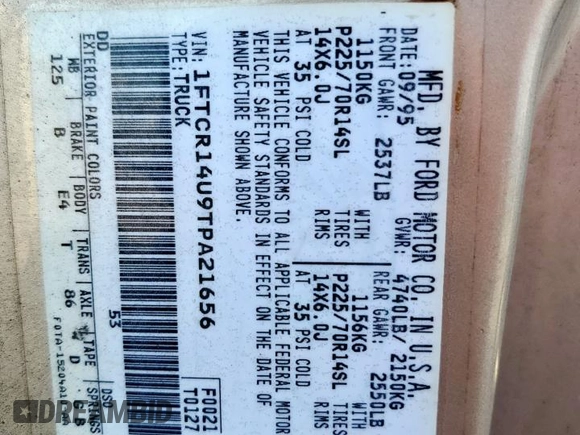 MFD. BY FORD MOTOR CO. IN U.S.A.
DATE: 09/95 GVWR: 4740LB/ 2150KG
FRONT GAWR: 2537LB REAR GAWR: 2550LB
1150KG WITH 1156KG WITH
P225/70R14SL TIRES P225/70R14SL TIRES
14X6.0J RIMS 14X6.0J RIMS
AT 35 PSI COLD AT 35 PSI COLD
THIS VEHICLE CONFORMS TO ALL APPLICABLE FEDERAL MOTOR
VEHICLE SAFETY STANDARDS IN EFFECT ON THE DATE OF
MANUFACTURE SHOWN ABOVE.
VIN: 1FTCR14U9TPA21656 F0021
TYPE: TRUCK T0127
EXTERIOR PAINT COLORS 53 DSO
DD
WB BRAKE BODY TRANS AXLE TAPE SPRINGS
125 B E4 T 86 D
DREAMBID